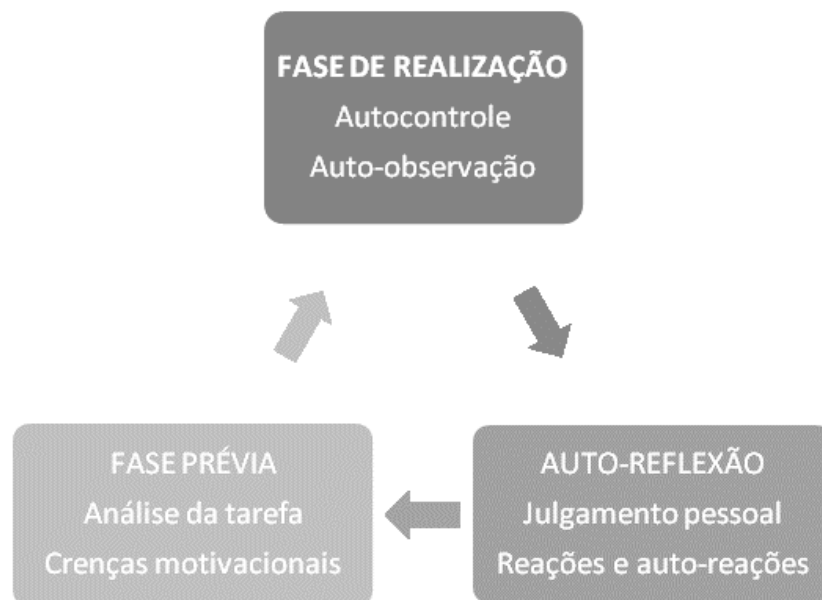 FASE DE REALIZAÇÃO
Autocontrole
Auto-observação
FASE PRÉVIA
Análise da tarefa
Crenças motivacionais
AUTO-REFLEXÃO
Julgamento pessoal
Reações e auto-reações